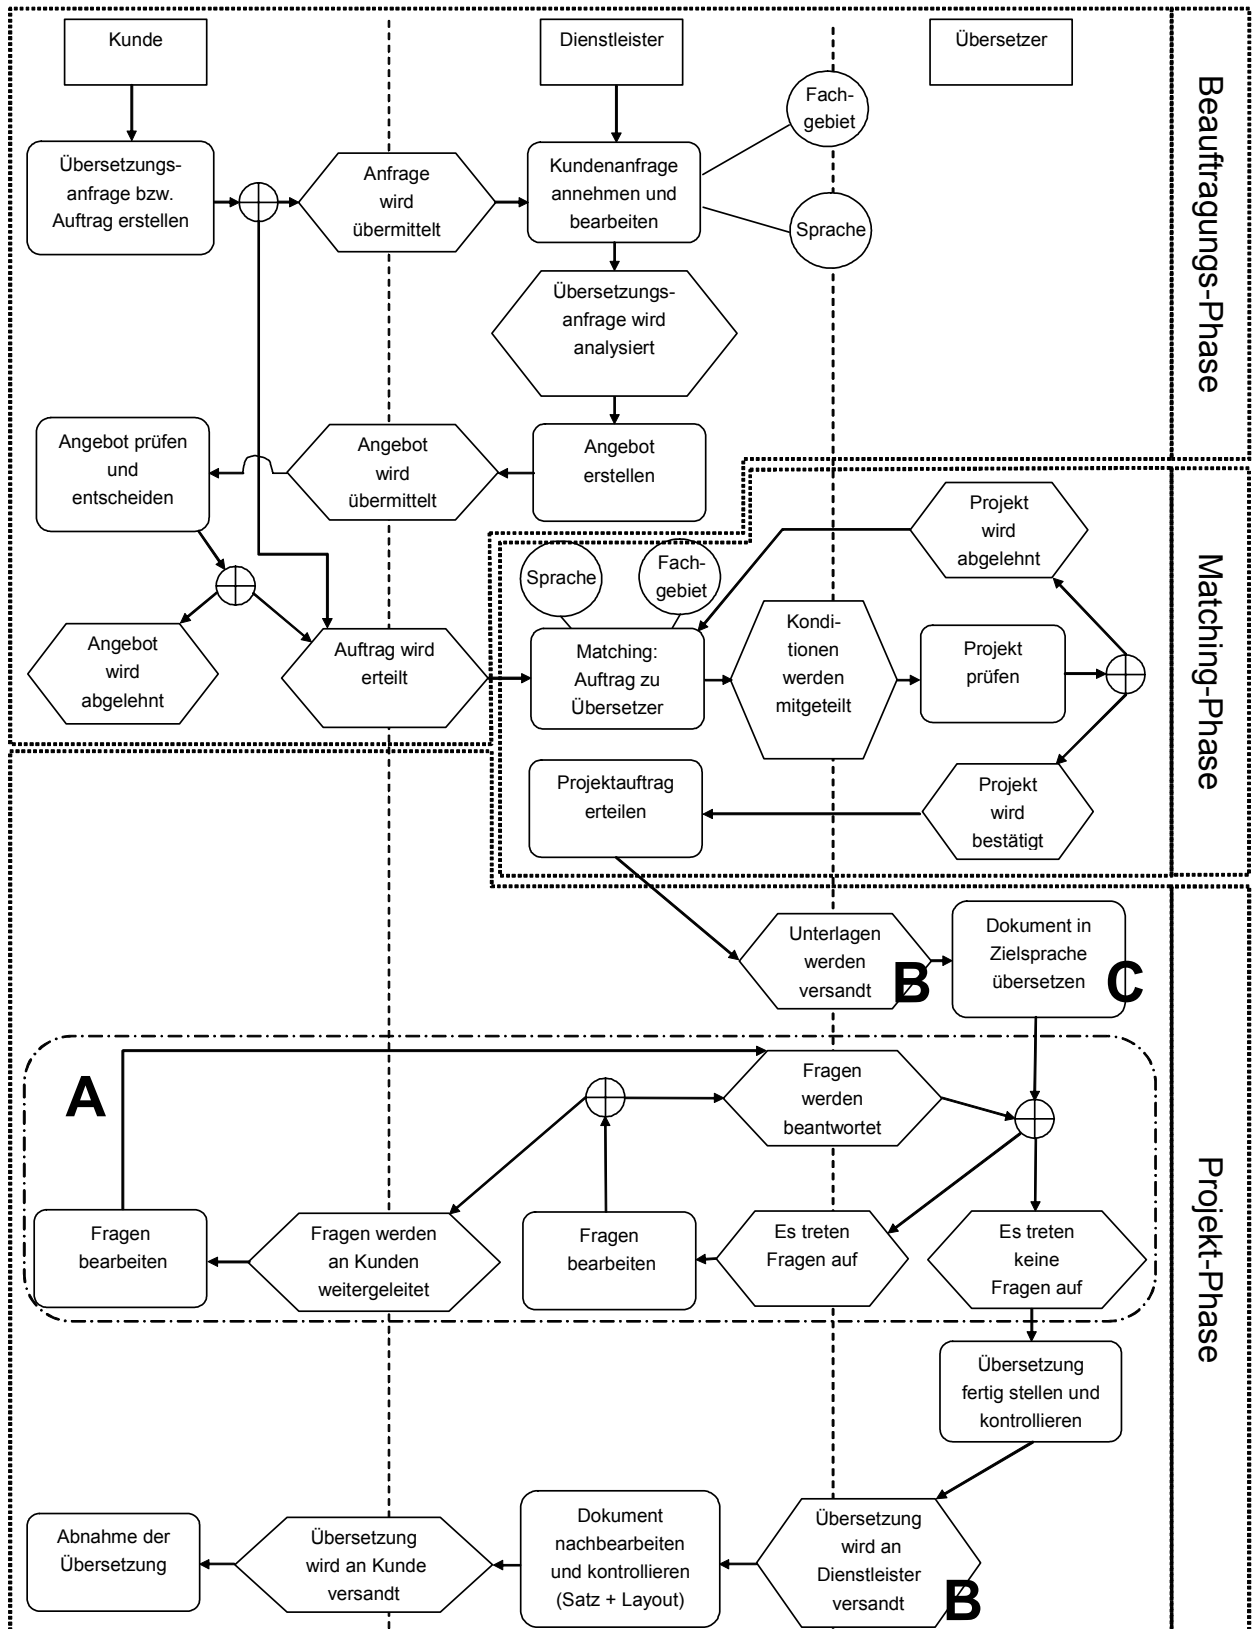 Kunde
Dienstleister
Übersetzer
Beauftragungs-Phase
Fach-
gebiet
Sprache
Übersetzungs-
anfrage bzw.
Auftrag erstellen
Anfrage
wird
übermittelt
Kundenanfrage
annehmen und
bearbeiten
Übersetzungs-
anfrage wird
analysiert
Angebot prüfen
und
entscheiden
Angebot
wird
übermittelt
Angebot
erstellen
Matching-Phase
Projekt
wird
abgelehnt
Sprache
Fach-
gebiet
Angebot
wird
abgelehnt
Auftrag wird
erteilt
Matching:
Auftrag zu
Übersetzer
Kondi-
tionen
werden
mitgeteilt
Projekt
prüfen
Projektauftrag
erteilen
Projekt
wird
bestätigt
Projekt-Phase
Unterlagen
werden
versandt
B
Dokument in
Zielsprache
übersetzen
C
A
Fragen
werden
beantwortet
Fragen
bearbeiten
Fragen werden
an Kunden
weitergeleitet
Fragen
bearbeiten
Es treten
Fragen auf
Es treten
keine
Fragen auf
Übersetzung
fertig stellen und
kontrollieren
Abnahme der
Übersetzung
Übersetzung
wird an Kunde
versandt
Dokument
nachbearbeiten
und kontrollieren
(Satz + Layout)
Übersetzung
wird an
Dienstleister
versandt
B